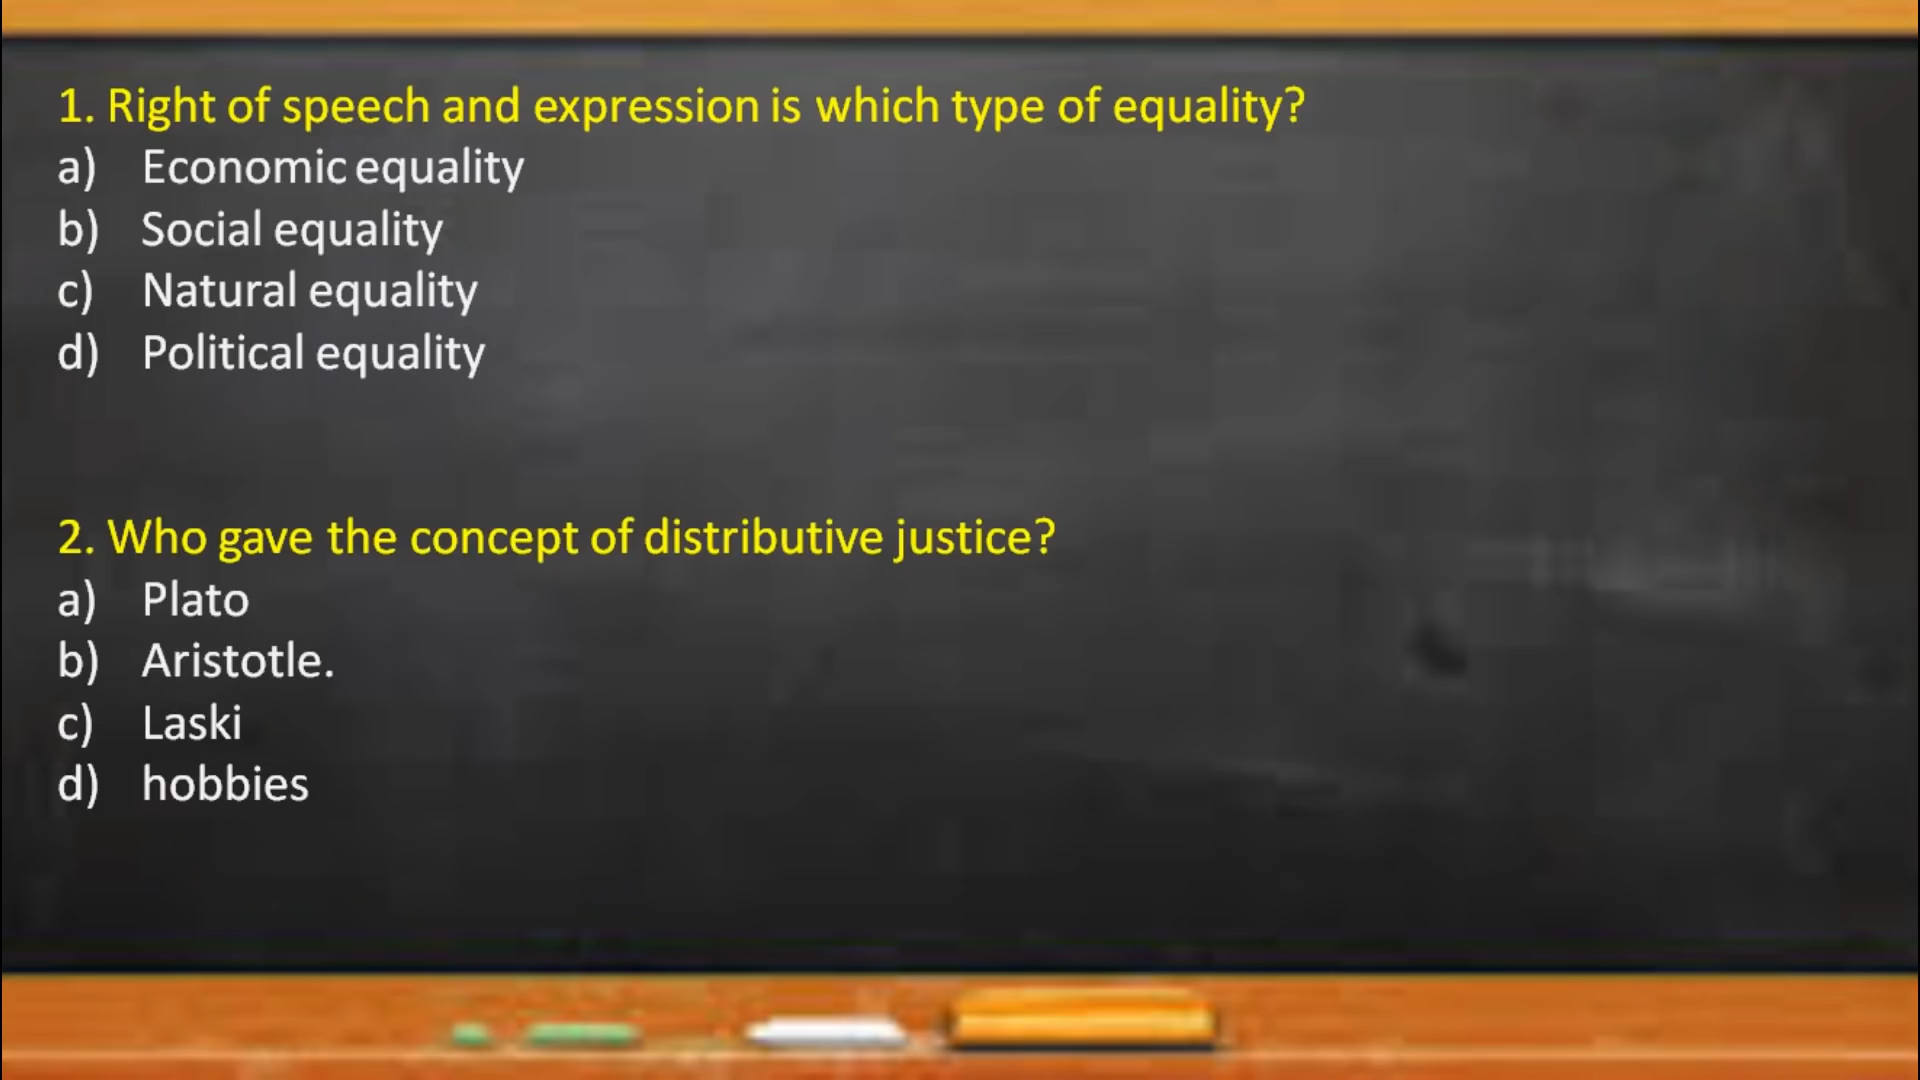 1. Right of speech and expression is which type of equality?
a) Economic equality
b) Social equality
c) Natural equality
d) Political equality
2. Who gave the concept of distributive justice?
a) Plato
b) Aristotle.
c) Laski
d) hobbies